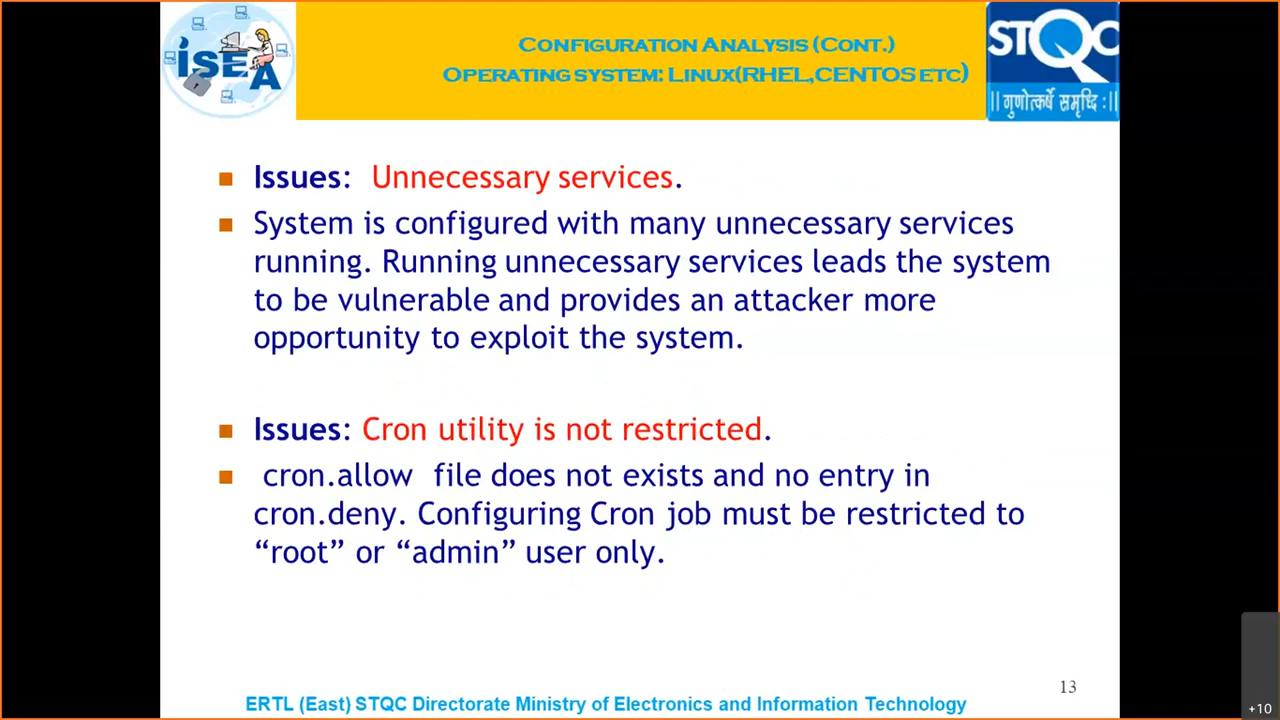 iSEA
CONFIGURATION ANALYSIS (CONT.)
OPERATING SYSTEM: LINUX(RHEL,CENTOS ETC)
STQC
।। गुणोत्कर्षे समृध्दि : ।।
Issues: Unnecessary services.
System is configured with many unnecessary services
running. Running unnecessary services leads the system
to be vulnerable and provides an attacker more
opportunity to exploit the system.
Issues: Cron utility is not restricted.
cron.allow file does not exists and no entry in
cron.deny. Configuring Cron job must be restricted to
“root” or “admin” user only.
13
ERTL (East) STQC Directorate Ministry of Electronics and Information Technology
+10